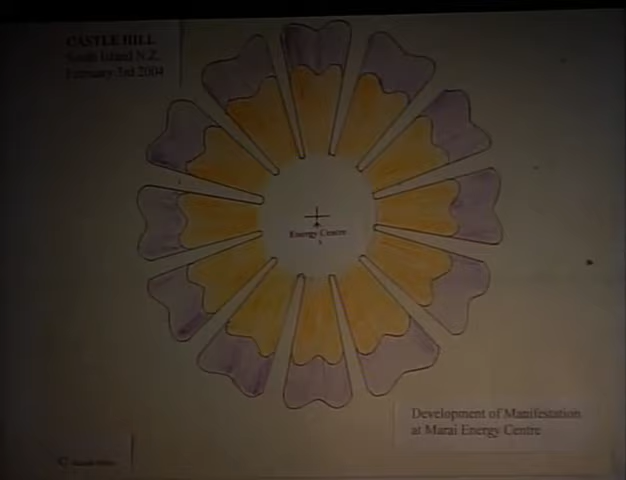 CASTLE HILL
South Island N.Z.
February 3rd 2004
Energy Centre
Development of Manifestation
at Marai Energy Centre
©